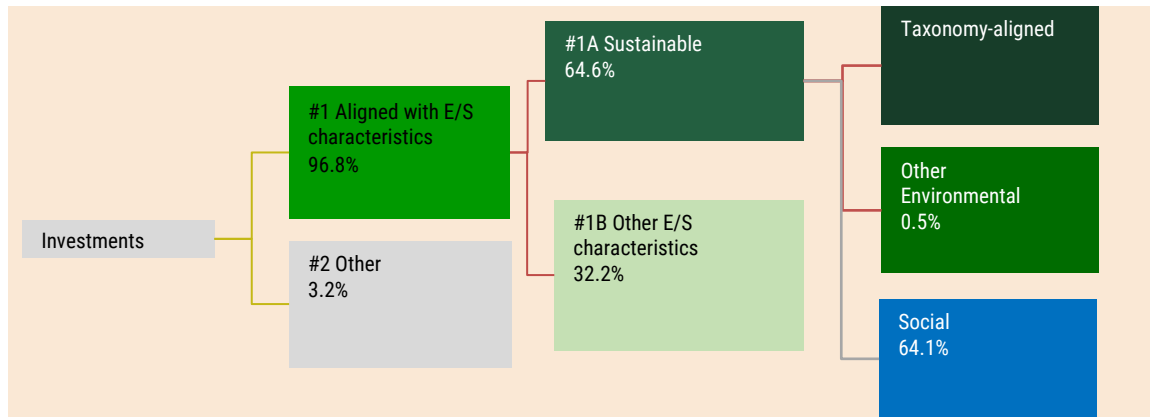 Investments
#1 Aligned with E/S
characteristics
96.8%
#2 Other
3.2%
#1A Sustainable
64.6%
#1B Other E/S
characteristics
32.2%
Taxonomy-aligned
Other
Environmental
0.5%
Social
64.1%